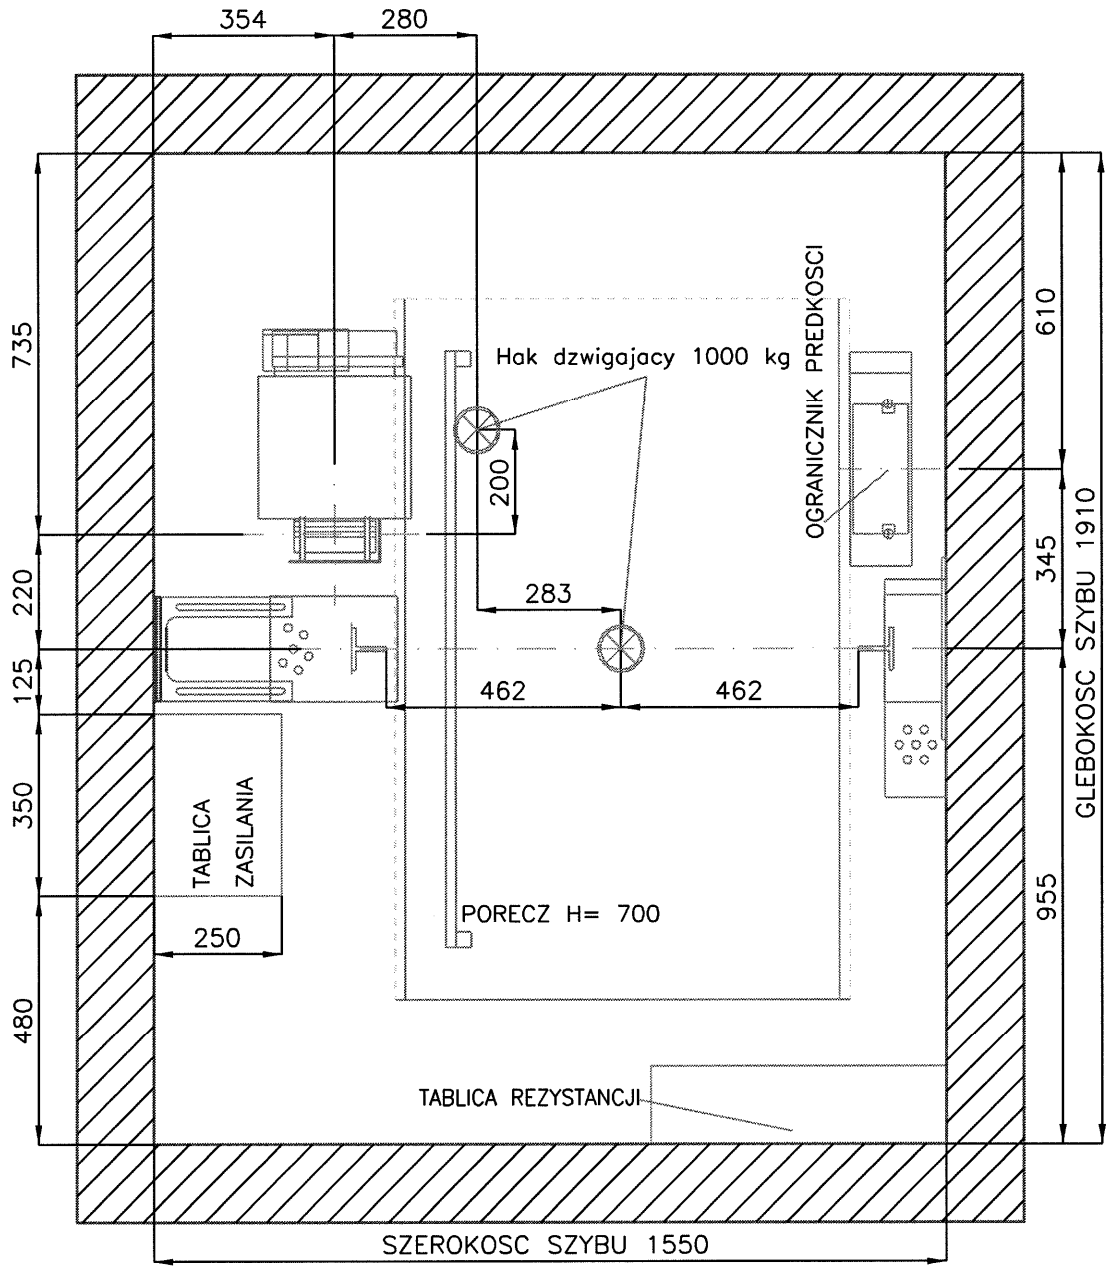 354
280
735
610
Hak dzwigajacy 1000 kg
OGRANICZNIK PREDKOSCI
200
345
GLEBOKOSC SZYBU 1910
220
283
125
462
462
350
TABLICA
ZASILANIA
955
PORECZ H= 700
250
480
TABLICA REZYSTANCJI
SZEROKOSC SZYBU 1550